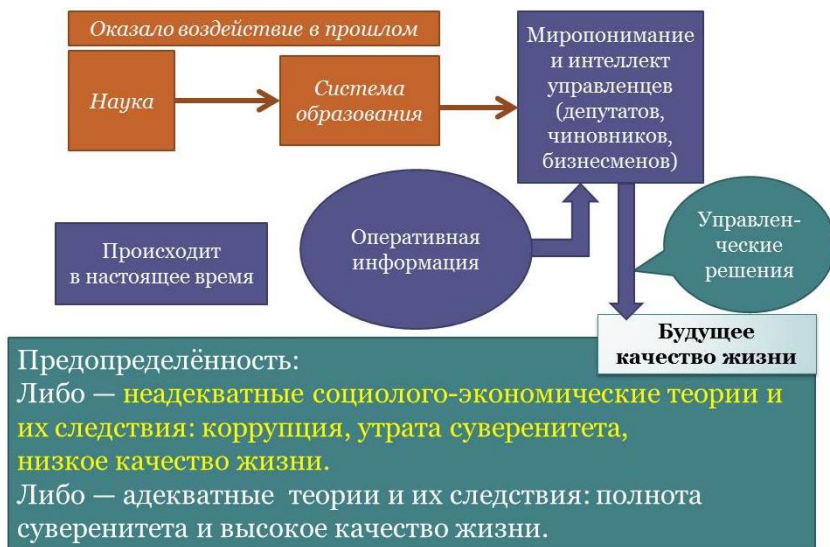 Оказало воздействие в прошлом
Наука
Система
образования
Миропонимание
и интеллект
управленцев
(депутатов,
чиновников,
бизнесменов)
Происходит
в настоящее время
Оперативная
информация
Управлен-
ческие
решения
Будущее
качество жизни
Предопределённость:
Либо — неадекватные социолого-экономические теории и
их следствия: коррупция, утрата суверенитета,
низкое качество жизни.
Либо — адекватные теории и их следствия: полнота
суверенитета и высокое качество жизни.